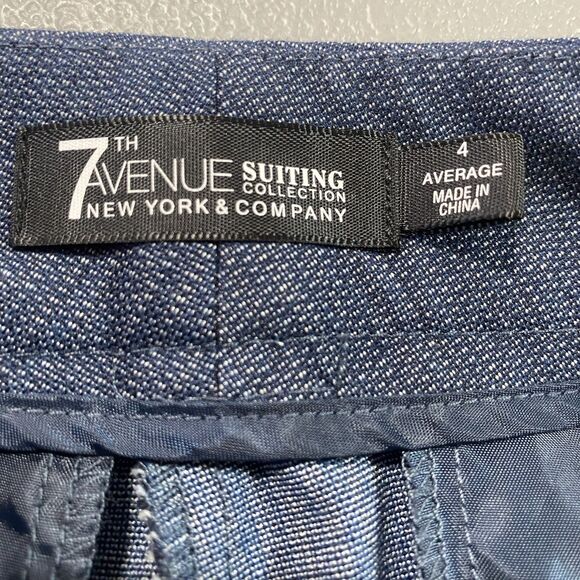 7TH
AVENUE SUITING
COLLECTION
NEW YORK & COMPANY
4
AVERAGE
MADE IN
CHINA